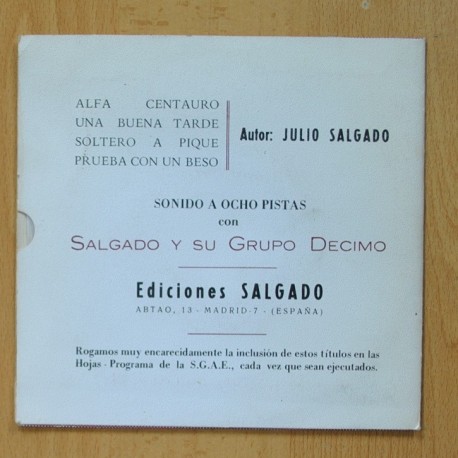 ALFA CENTAURO
UNA BUENA TARDE
SOLTERO A PIQUE
PRUEBA CON UN BESO
Autor: JULIO SALGADO
SONIDO A OCHO PISTAS
con
SALGADO Y SU GRUPO DECIMO
Ediciones SALGADO
ABTAO, 13 - MADRID-7 - (ESPAÑA)
Rogamos muy encarecidamente la inclusión de estos títulos en las
Hojas - Programa de la S.G.A.E., cada vez que sean ejecutados.